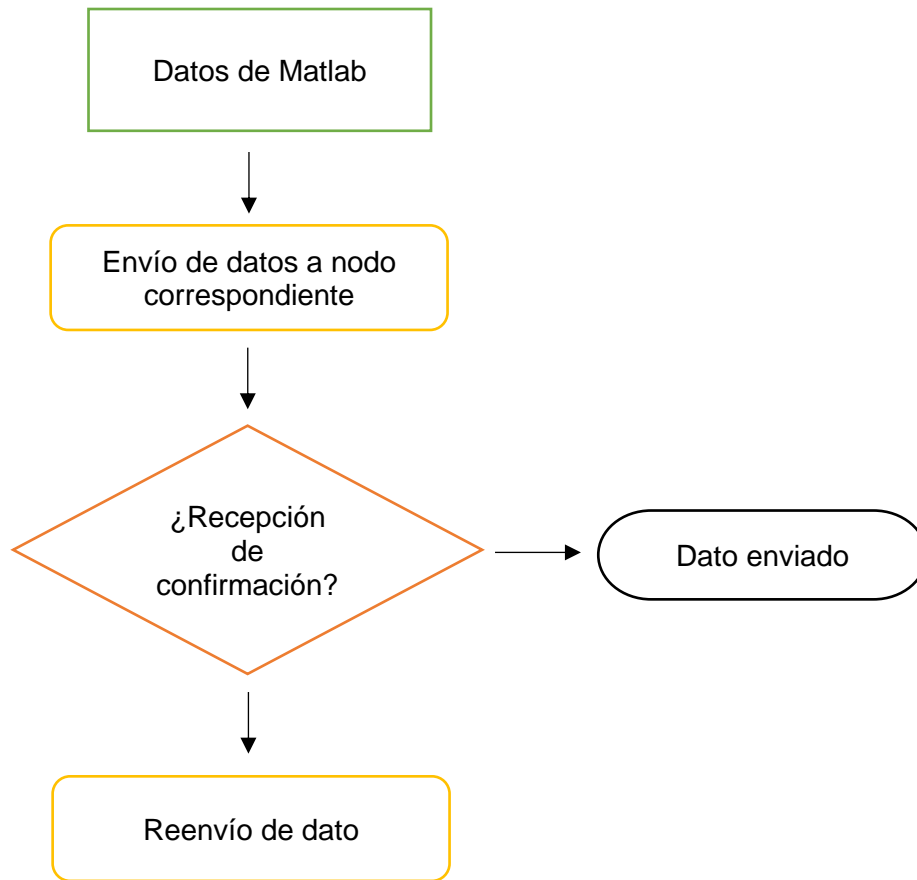 Datos de Matlab
Envío de datos a nodo
correspondiente
¿Recepción
de
confirmación?
Dato enviado
Reenvío de dato